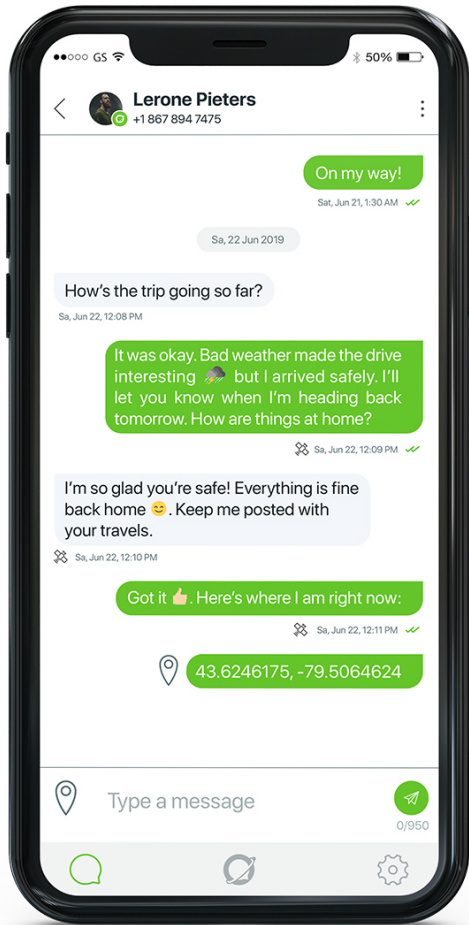 GS 50%
Lerone Pieters
+1 867 894 7475
On my way!
Sat, Jun 21, 1:30 AM
Sa, 22 Jun 2019
How's the trip going so far?
Sa, Jun 22, 12:08 PM
It was okay. Bad weather made the drive
interesting ⛈ but I arrived safely. I'll
let you know when I'm heading back
tomorrow. How are things at home?
Sa, Jun 22, 12:09 PM
I'm so glad you're safe! Everything is fine
back home 😊. Keep me posted with
your travels.
Sa, Jun 22, 12:10 PM
Got it 👍🏼. Here's where I am right now:
Sa, Jun 22, 12:11 PM
43.6246175, -79.5064624
Type a message
0/950